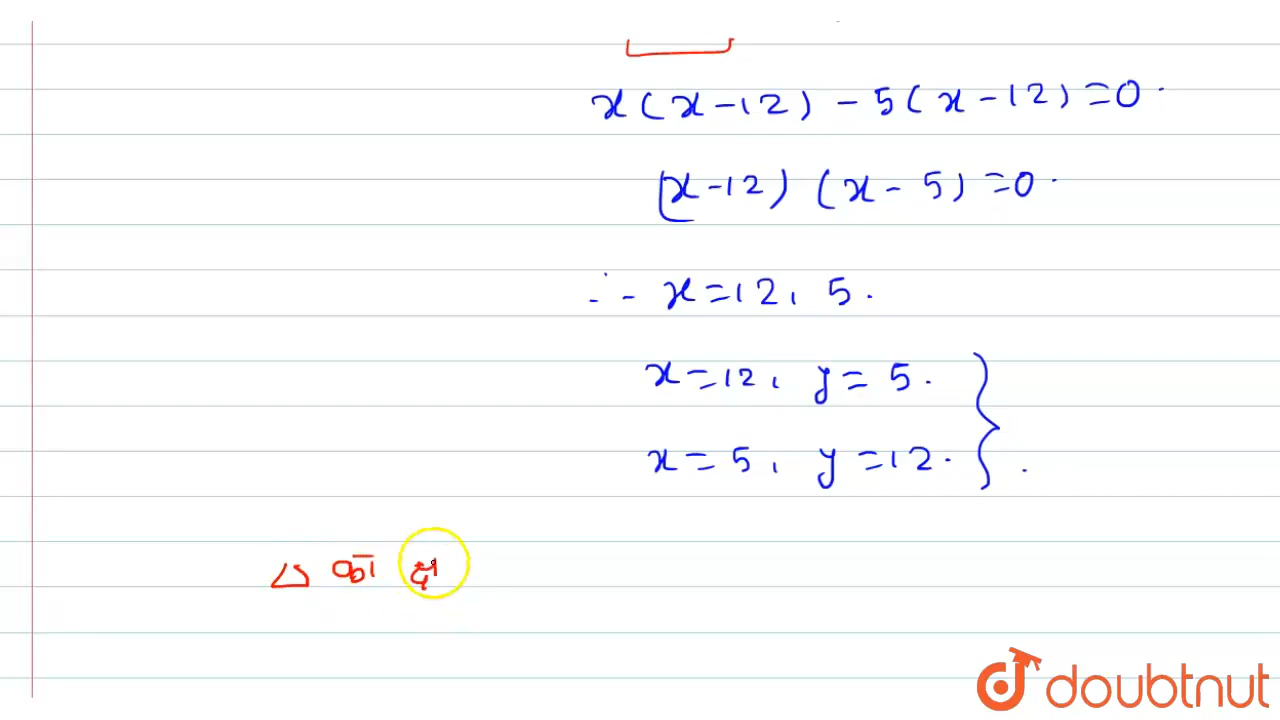 x(x-12) - 5(x-12) = 0.
(x-12) (x-5) = 0.
∴ x = 12, 5.
x = 12, y = 5.
x = 5, y = 12.
△ की
doubtnut